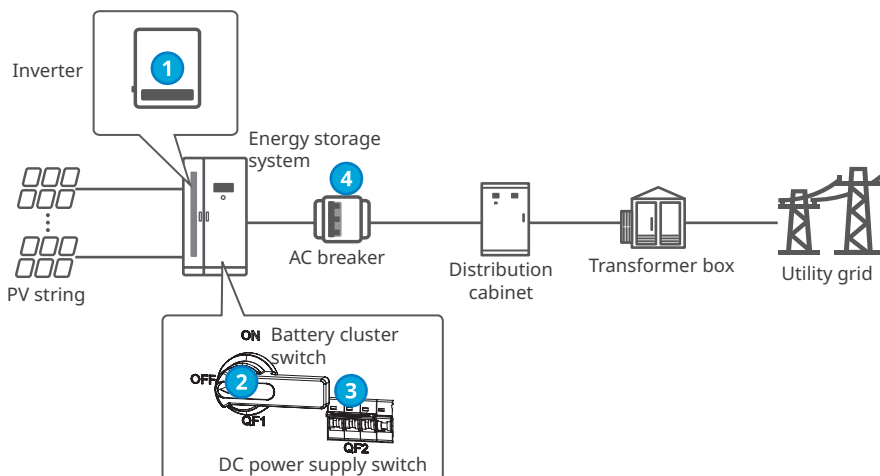 Inverter
1
Energy storage
system
4
AC breaker
Distribution
cabinet
Transformer box
Utility grid
PV string
ON
Battery cluster
switch
OFF
2
3
QF1
QF2
DC power supply switch